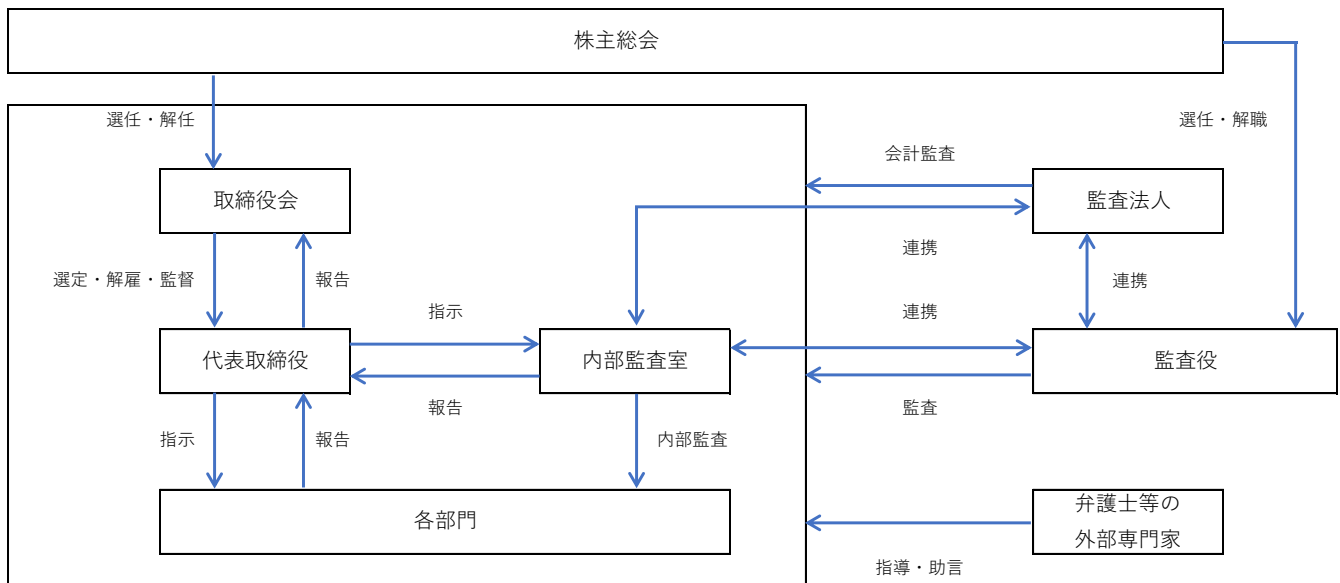 株主総会
選任・解任
選任・解職
会計監査
取締役会
監査法人
連携
選定・解雇・監督
報告
連携
指示
連携
代表取締役
内部監査室
監査役
報告
監査
指示
報告
内部監査
各部門
弁護士等の
外部専門家
指導・助言